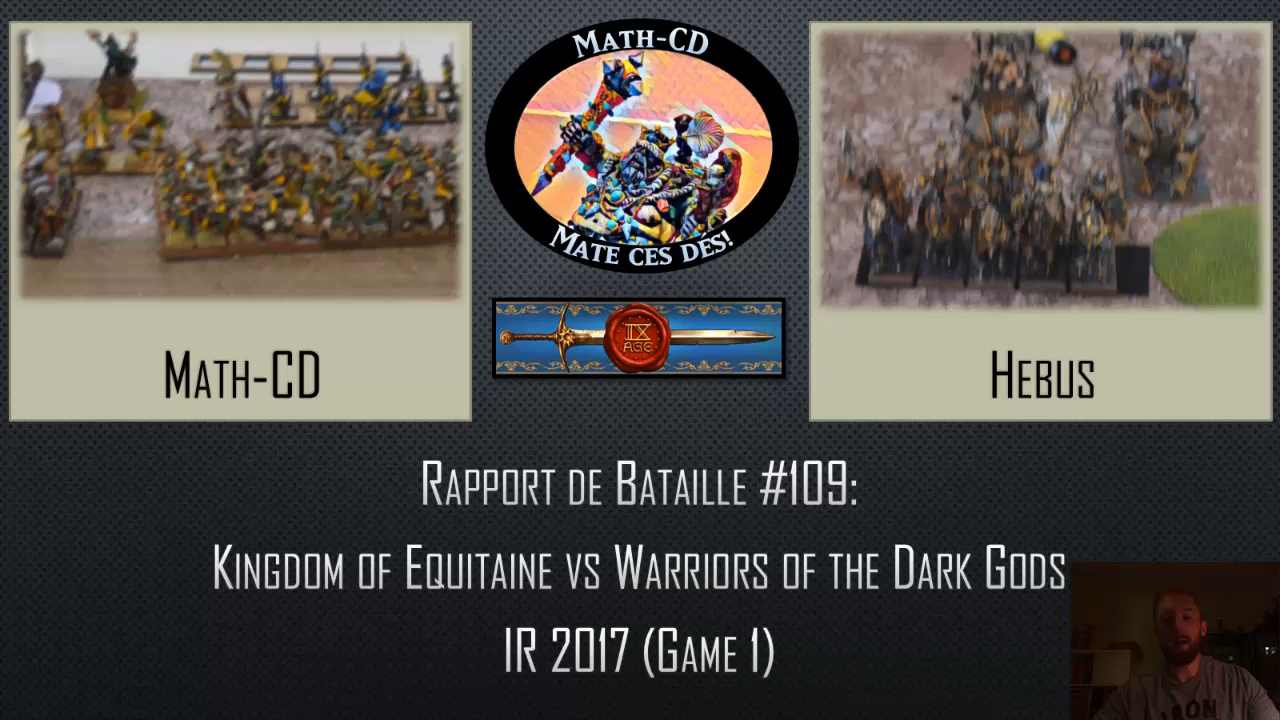 MATH-CD
MATE CES DÉS!
IX
AGE
MATH-CD
HEBUS
RAPPORT DE BATAILLE #109:
KINGDOM OF EQUITAINE VS WARRIORS OF THE DARK GODS
IR 2017 (GAME 1)